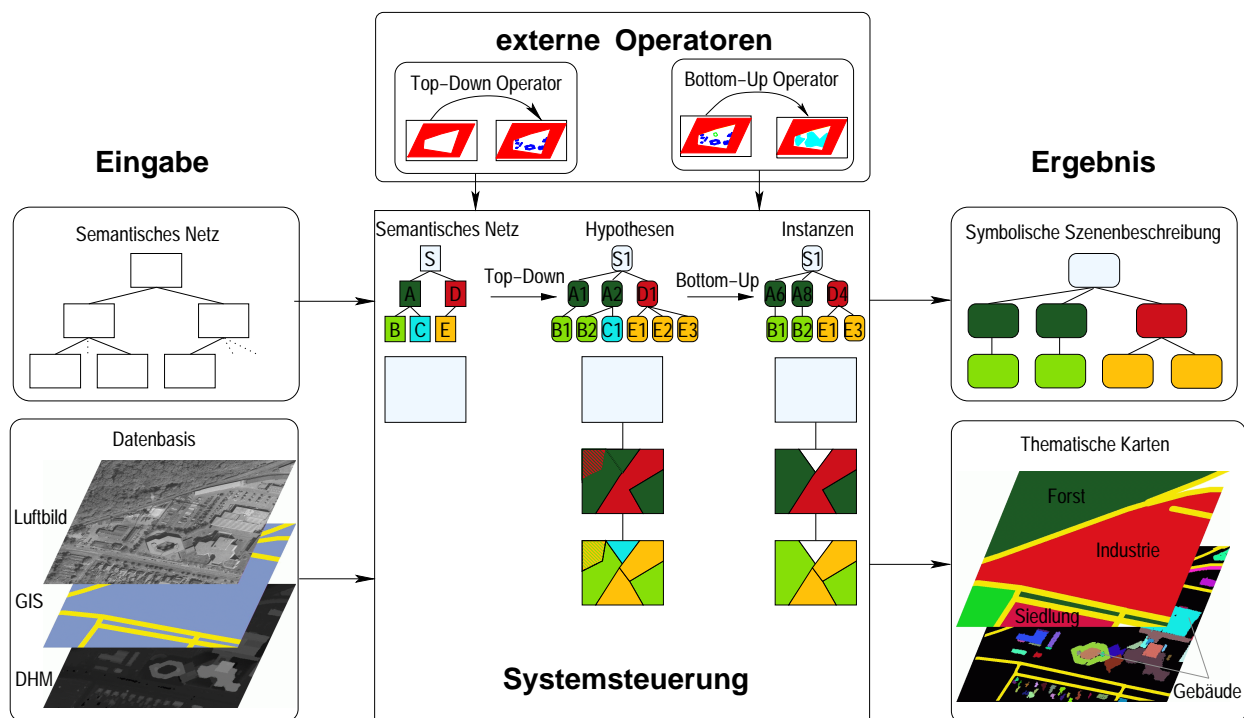 externe Operatoren
Top–Down Operator
Bottom–Up Operator
Eingabe
Ergebnis
Semantisches Netz
Datenbasis
Luftbild
GIS
DHM
Semantisches Netz
S
A D
B C E
Top–Down
Hypothesen
S1
A1 A2 D1
B1 B2 C1 E1 E2 E3
Bottom–Up
Instanzen
S1
A6 A8 D4
B1 B2 E1 E3
Systemsteuerung
Symbolische Szenenbeschreibung
Thematische Karten
Forst
Industrie
Siedlung
Gebäude